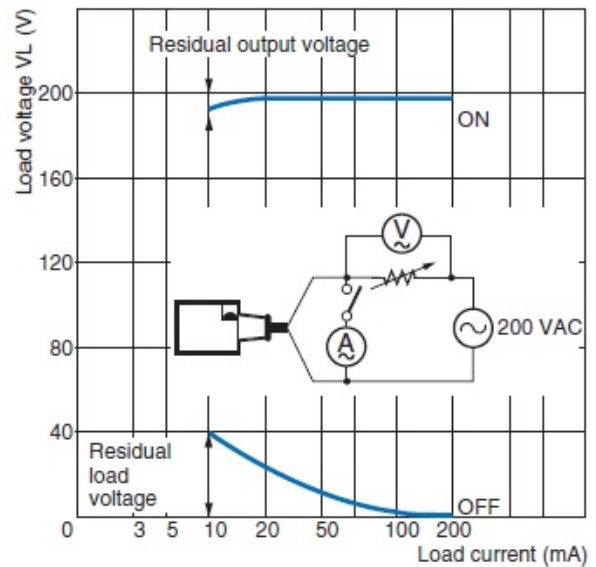 Load voltage VL (V)
Residual output voltage
200
ON
160
V
120
A
200 VAC
80
40
Residual
load
voltage
OFF
0 3 5 10 20 50 100 200
Load current (mA)